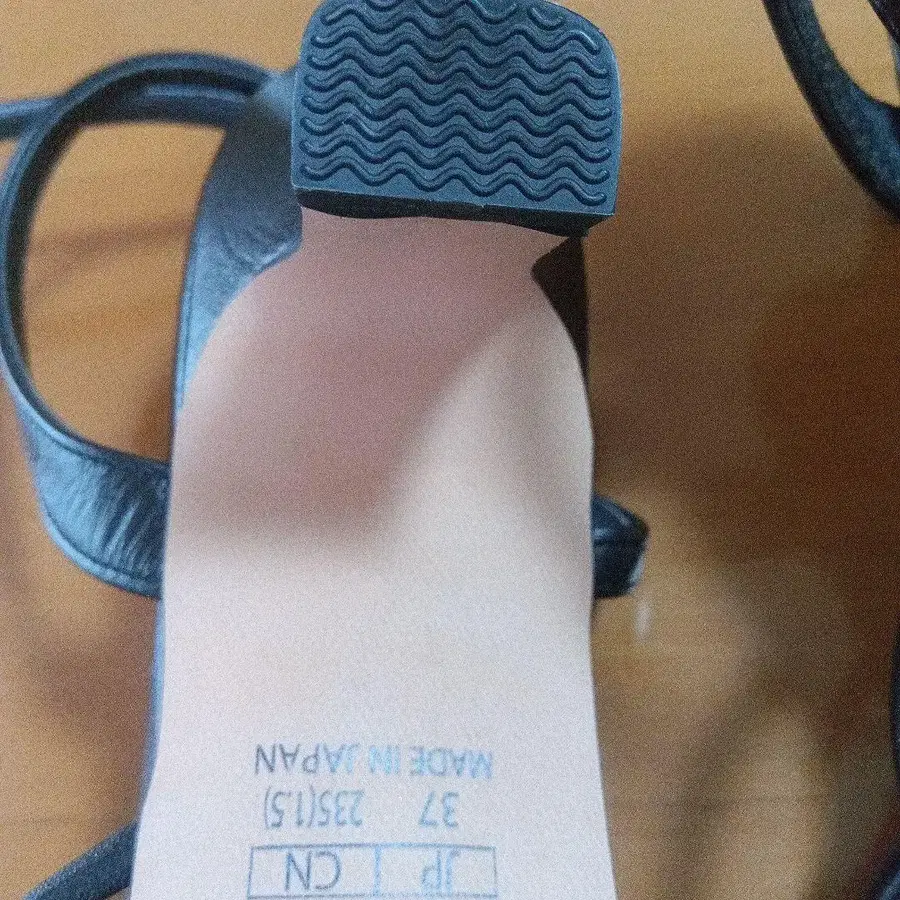 JP CN
37 235(1.5)
MADE IN JAPAN